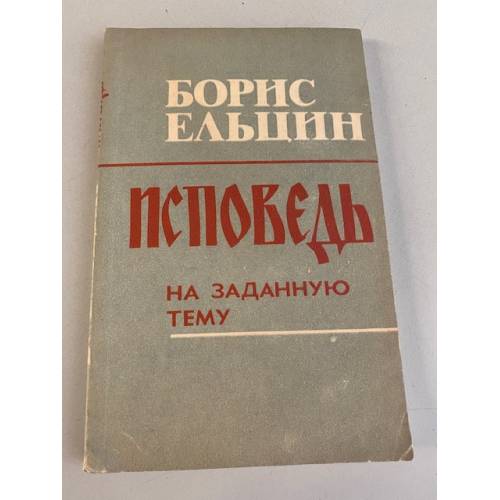 БОРИС
ЕЛЬЦИН
ИСПОВЕДЬ
НА ЗАДАННУЮ
ТЕМУ